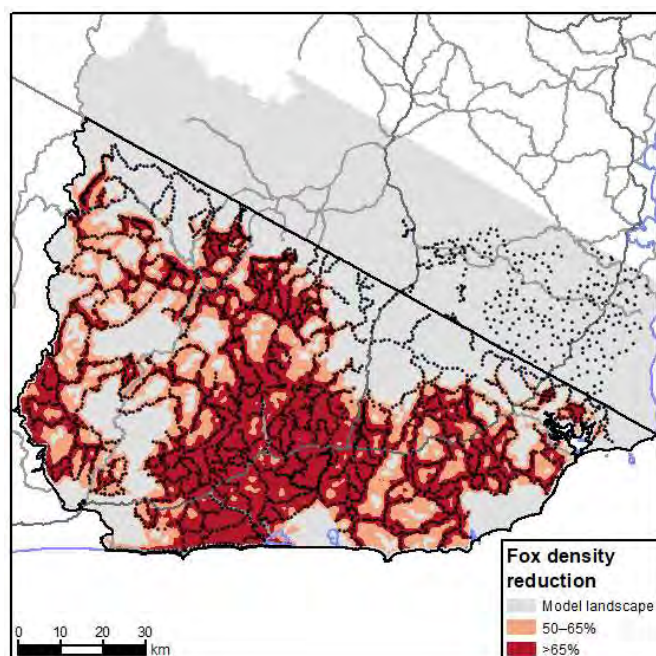 Fox density
reduction
Model landscape
50–65%
>65%
0 10 20 30
km